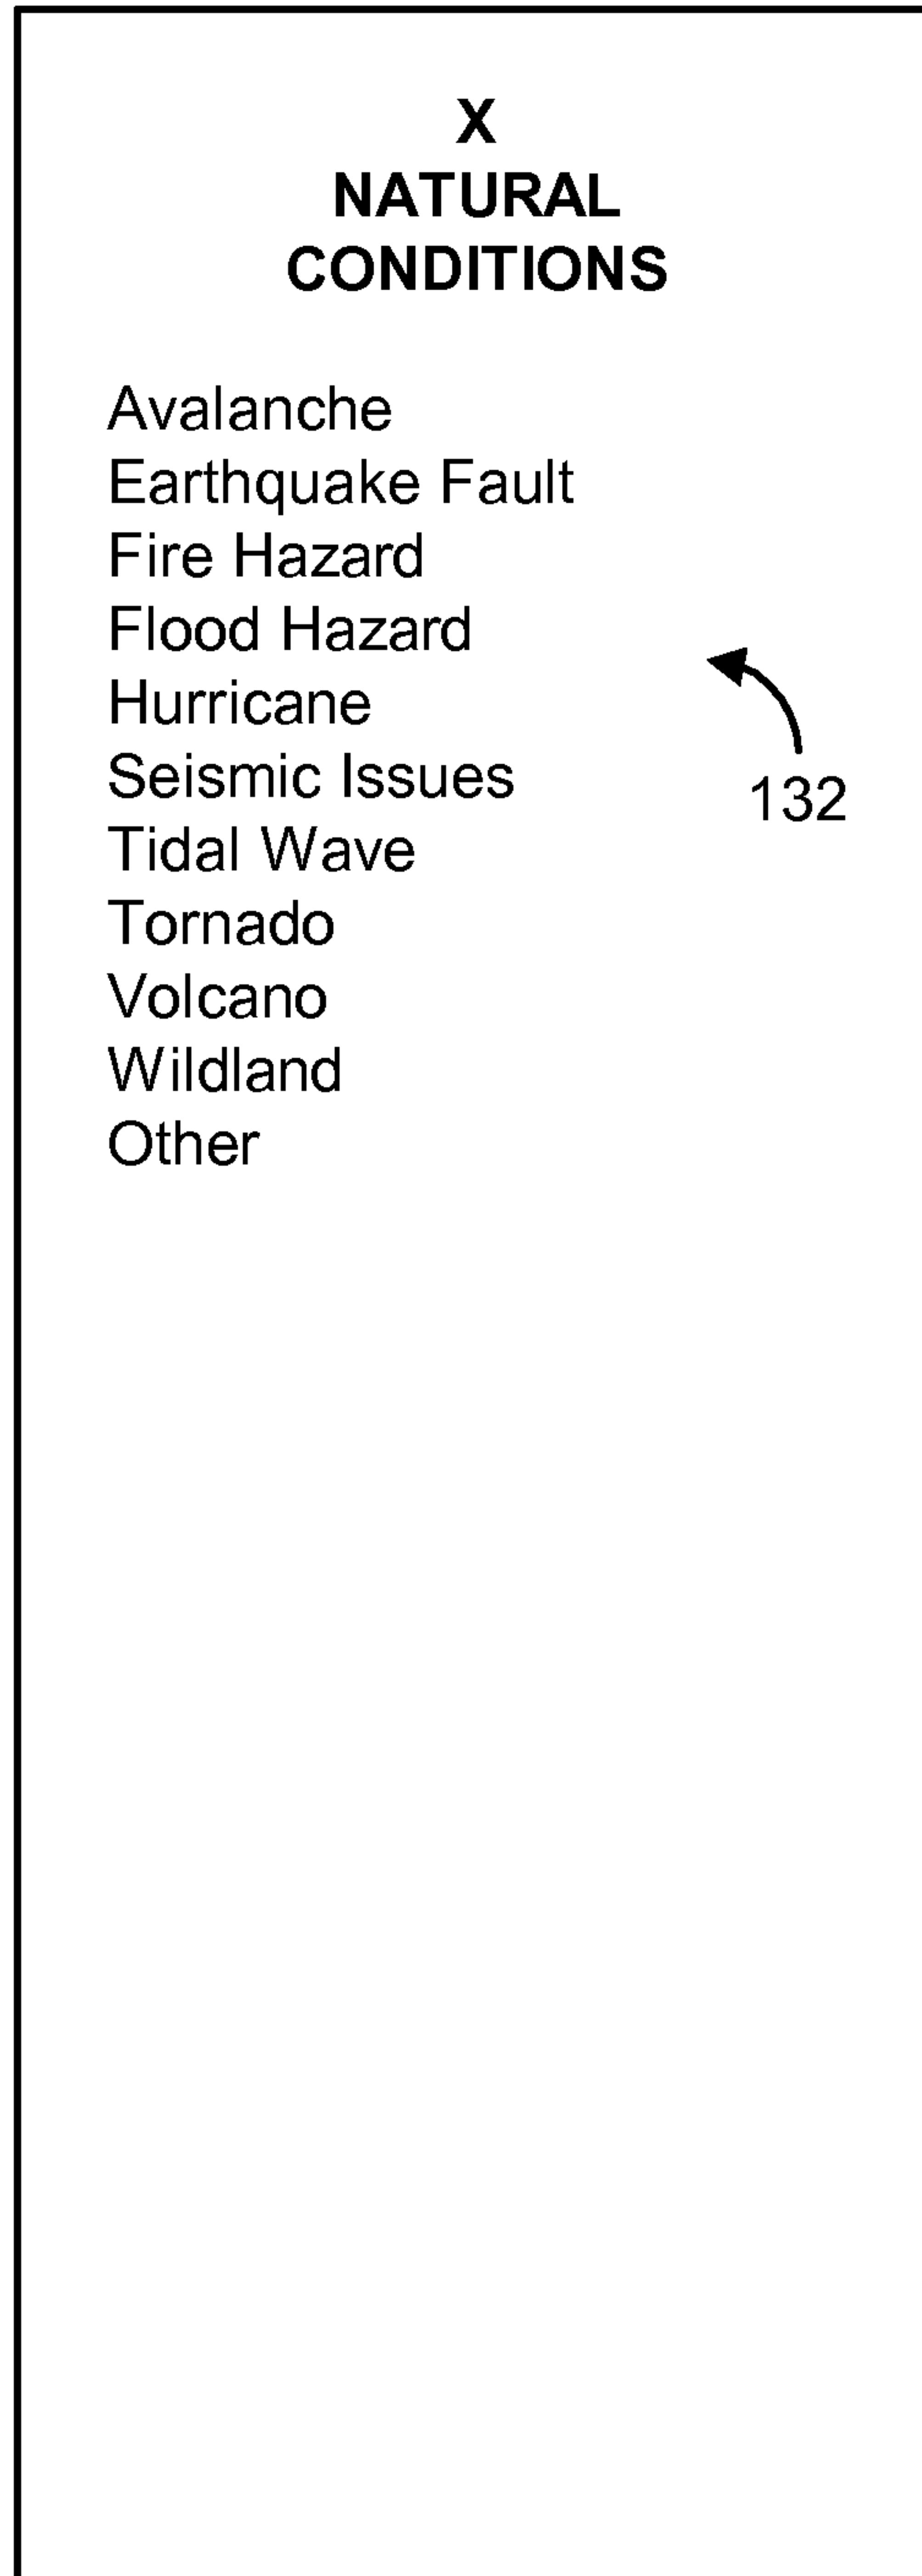 X
NATURAL
CONDITIONS
Avalanche
Earthquake Fault
Fire Hazard
Flood Hazard
Hurricane
Seismic Issues
Tidal Wave
Tornado
Volcano
Wildland
Other
132